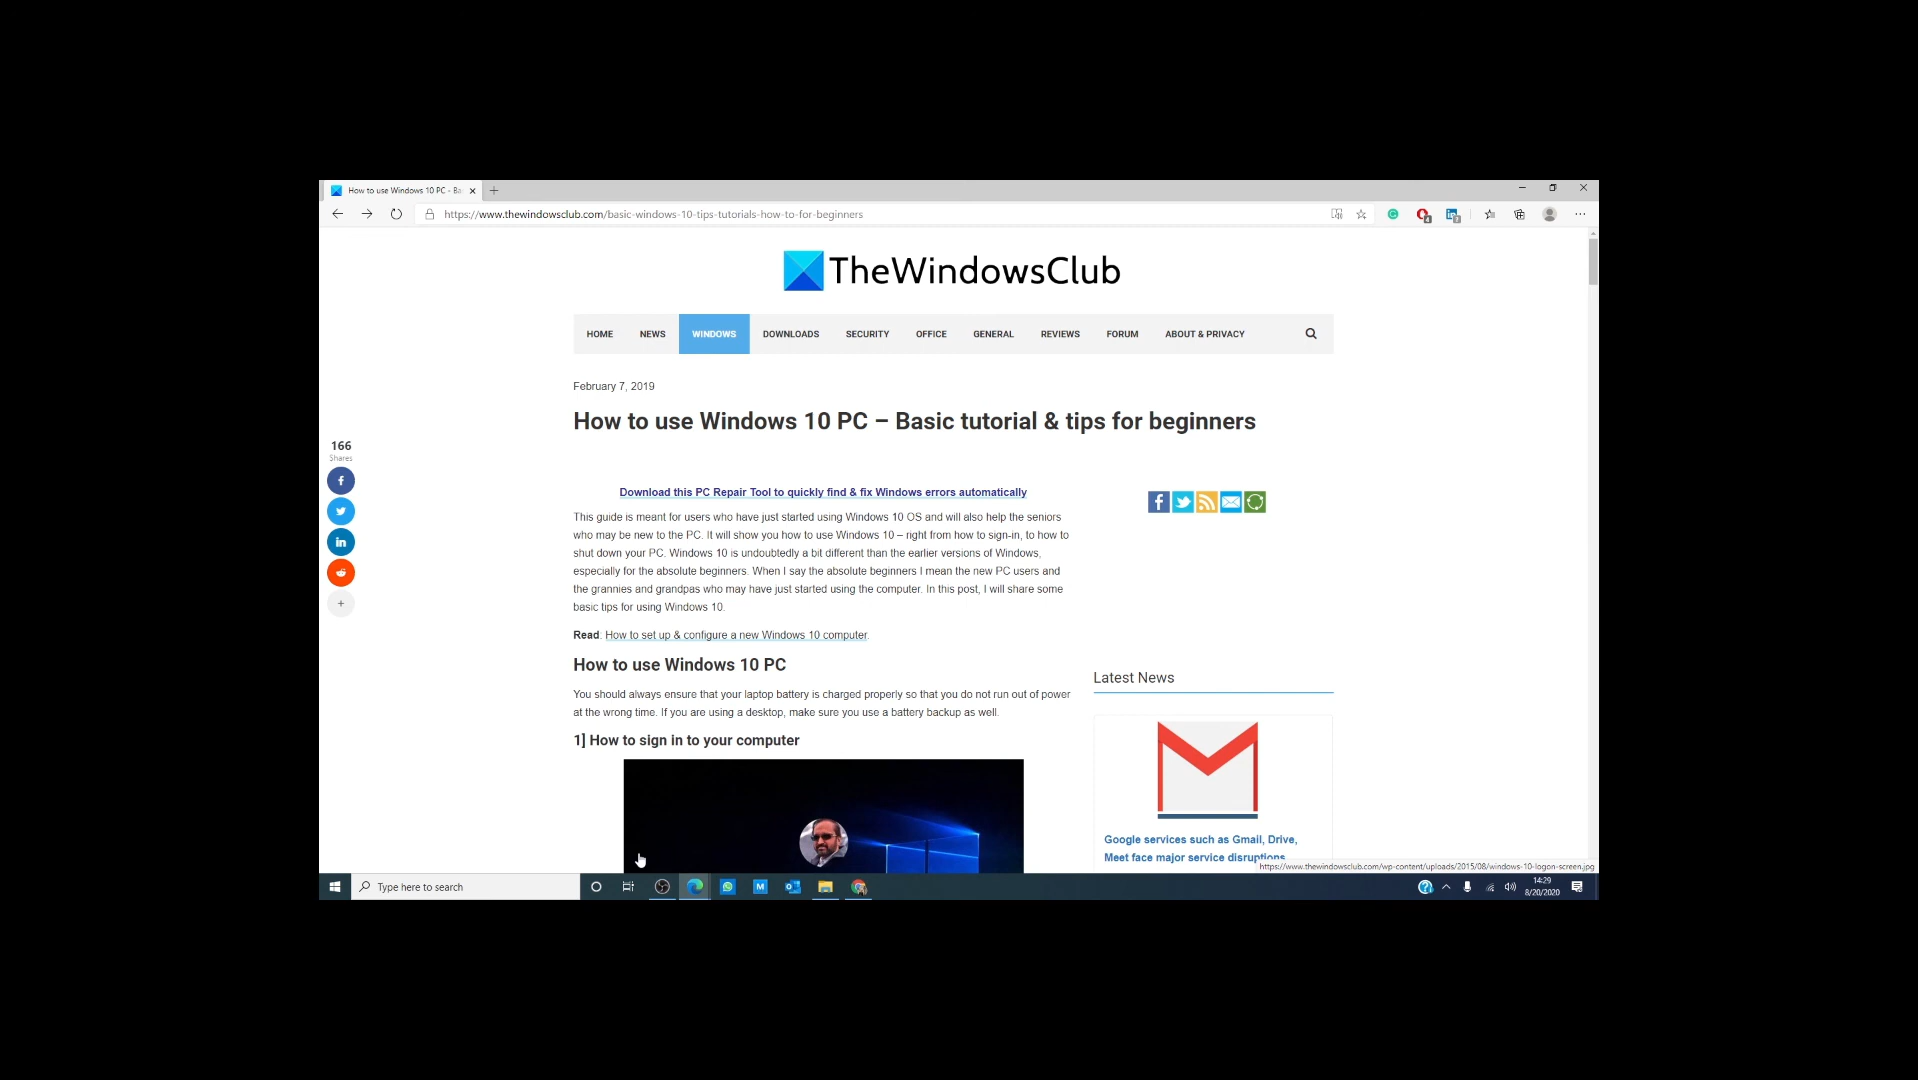 How to use Windows 10 PC - Ba
https://www.thewindowsclub.com/basic-windows-10-tips-tutorials-how-to-for-beginners
TheWindowsClub
HOME NEWS WINDOWS DOWNLOADS SECURITY OFFICE GENERAL REVIEWS FORUM ABOUT & PRIVACY
February 7, 2019
How to use Windows 10 PC – Basic tutorial & tips for beginners
166
Shares
Download this PC Repair Tool to quickly find & fix Windows errors automatically
This guide is meant for users who have just started using Windows 10 OS and will also help the seniors
who may be new to the PC. It will show you how to use Windows 10 – right from how to sign-in, to how to
shut down your PC. Windows 10 is undoubtedly a bit different than the earlier versions of Windows,
especially for the absolute beginners. When I say the absolute beginners I mean the new PC users and
the grannies and grandpas who may have just started using the computer. In this post, I will share some
basic tips for using Windows 10.
Read: How to set up & configure a new Windows 10 computer.
How to use Windows 10 PC
You should always ensure that your laptop battery is charged properly so that you do not run out of power
at the wrong time. If you are using a desktop, make sure you use a battery backup as well.
1] How to sign in to your computer
Latest News
Google services such as Gmail, Drive,
Meet face major service disruptions
https://www.thewindowsclub.com/wp-content/uploads/2015/08/windows-10-logon-screen.jpg
Type here to search
14:29
8/20/2020